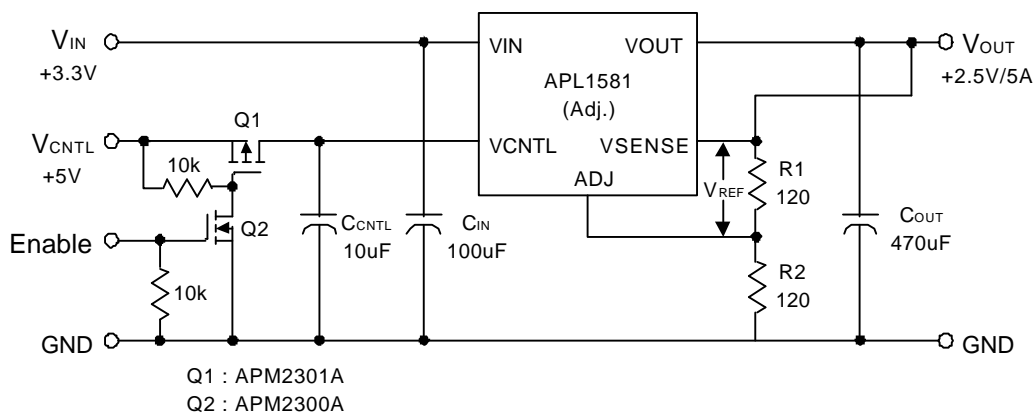 VIN
+3.3V
VIN
VOUT
APL1581
(Adj.)
VOUT
+2.5V/5A
Q1
VCNTL
+5V
10k
VCNTL
VSENSE
ADJ
VREF
R1
120
Enable
Q2
CCNTL
10uF
CIN
100uF
COUT
470uF
10k
R2
120
GND
GND
Q1 : APM2301A
Q2 : APM2300A